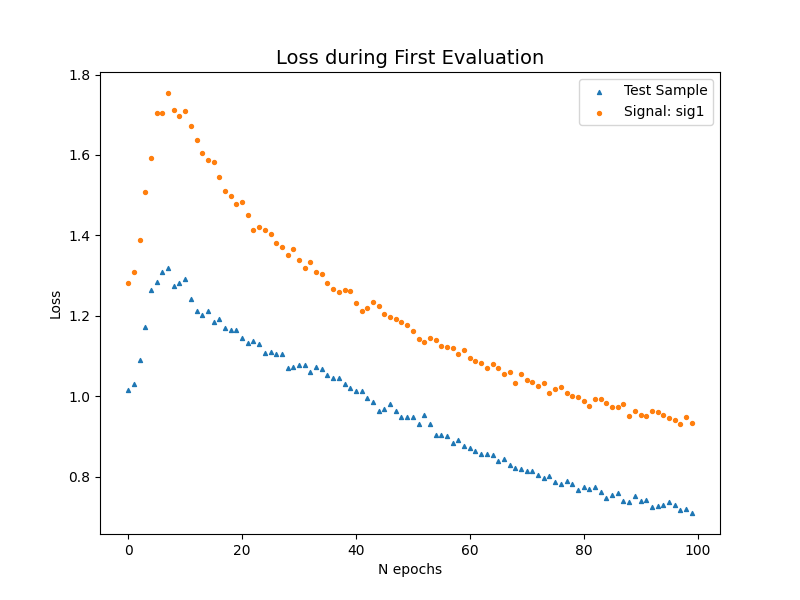 Loss during First Evaluation
Test Sample
Signal: sig1
1.8
1.6
1.4
1.2
1.0
0.8
Loss
0 20 40 60 80 100
N epochs